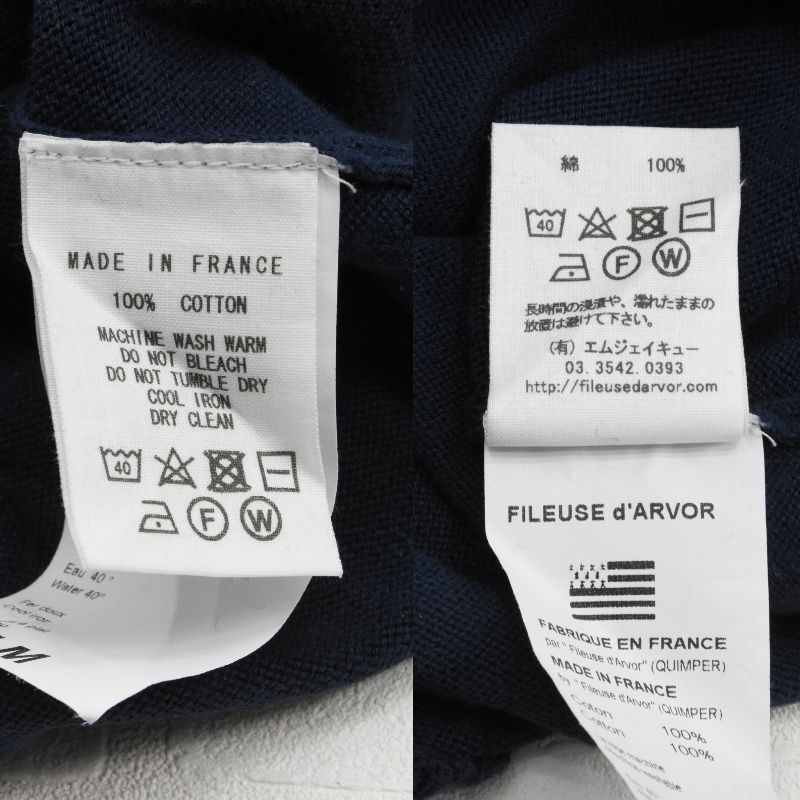 MADE IN FRANCE
100% COTTON
MACHINE WASH WARM
DO NOT BLEACH
DO NOT TUMBLE DRY
COOL IRON
DRY CLEAN
40
F W
Eau 40°
Water 40°
Fer doux
Cool iror
M
綿 100%
40
F W
長時間の浸漬や、濡れたままの
放置は避けて下さい。
(有) エムジェイキュー
03.3542.0393
http://fileusedarvor.com
FILEUSE d'ARVOR
FABRIQUE EN FRANCE
par " Fileuse d'Arvor" (QUIMPER)
MADE IN FRANCE
by " Fileuse d'Arvor" (QUIMPER)
Coton 100%
Cotton 100%